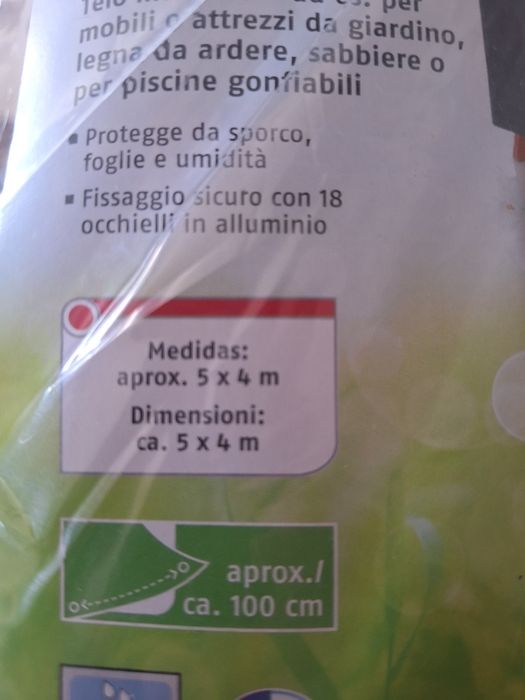 per
mobili o attrezzi da giardino,
legna da ardere, sabbiere o
per piscine gonfiabili
▪ Protegge da sporco,
foglie e umidità
▪ Fissaggio sicuro con 18
occhielli in alluminio
Medidas:
aprox. 5 x 4 m
Dimensioni:
ca. 5 x 4 m
aprox./
ca. 100 cm